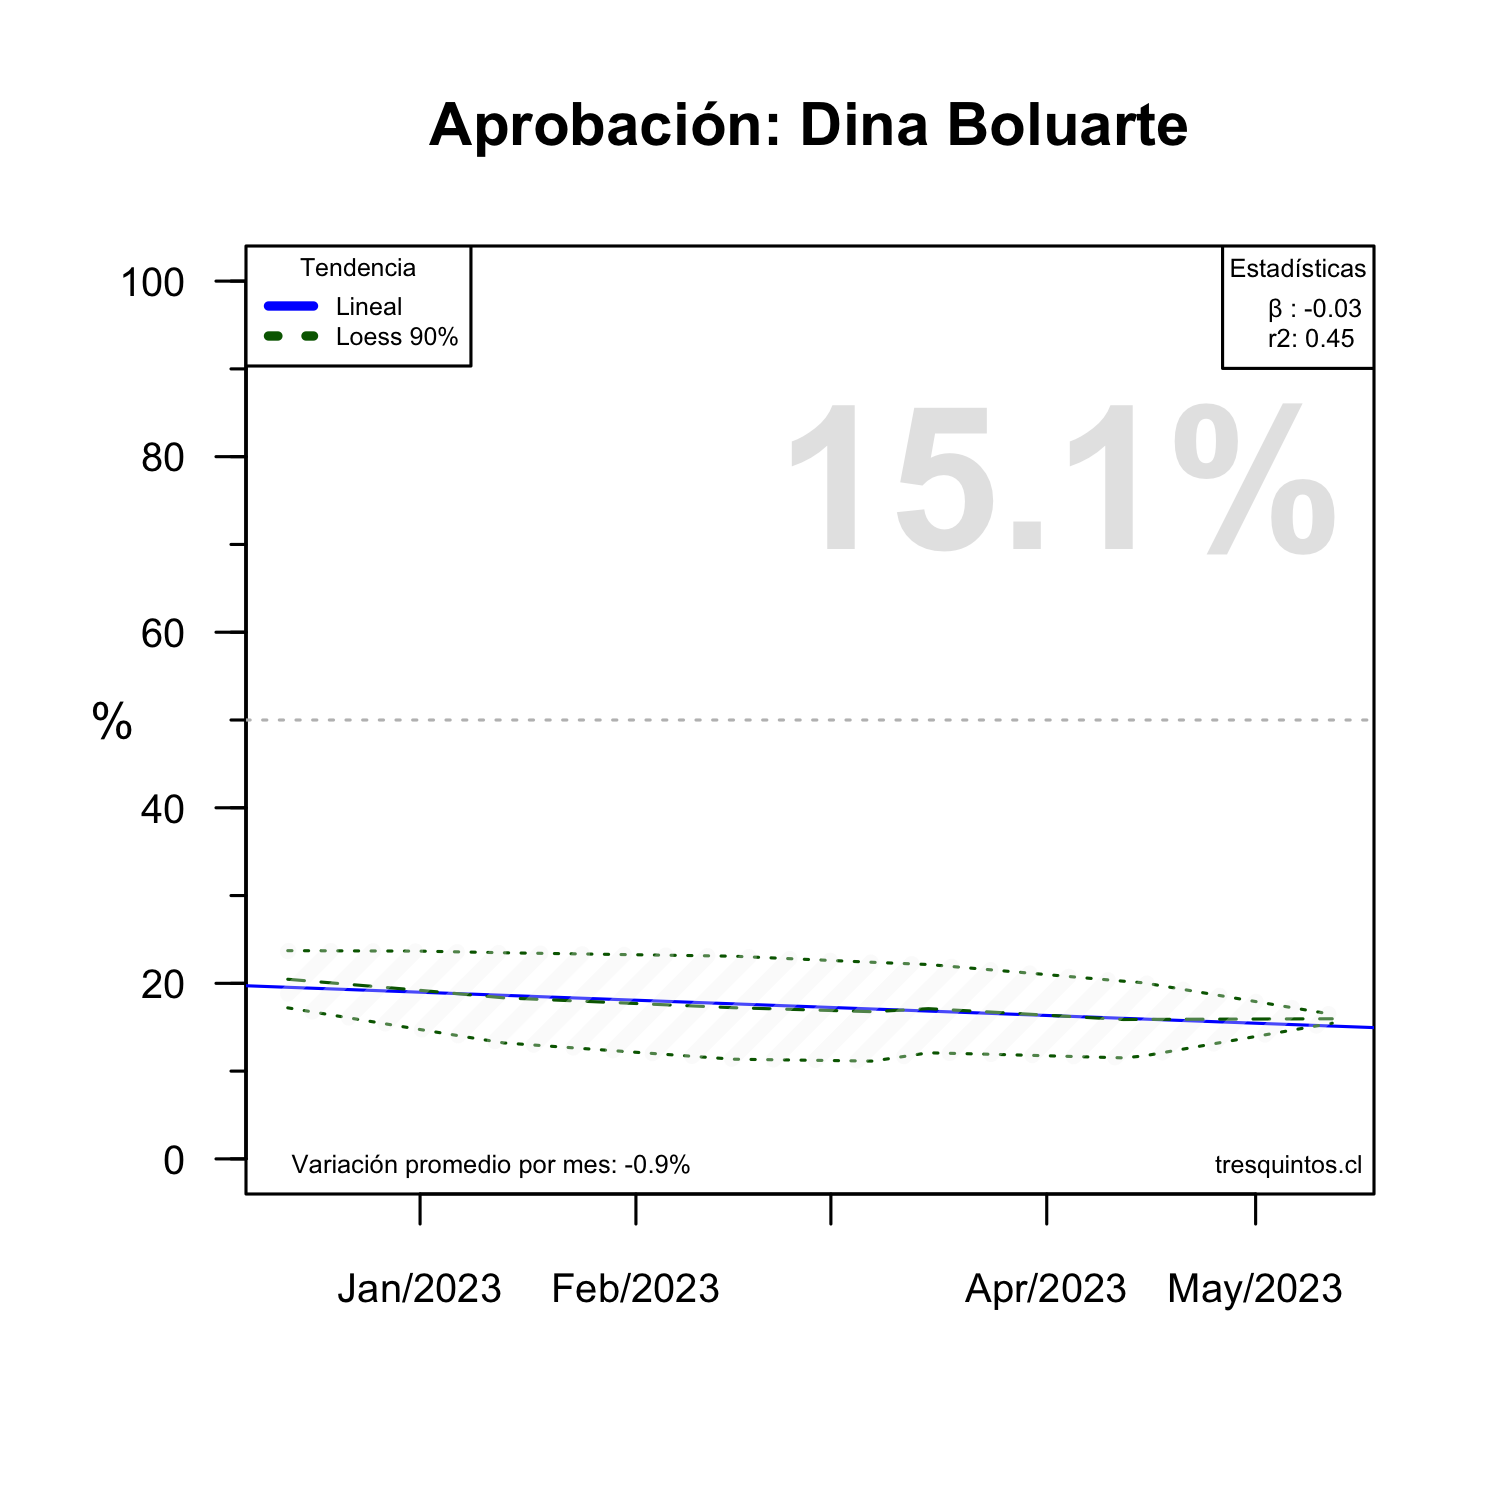 Aprobación: Dina Boluarte
Tendencia
Lineal
Loess 90%
Estadísticas
β : -0.03
r2: 0.45
15.1%
100
80
60
40
20
0
%
Variación promedio por mes: -0.9%
tresquintos.cl
Jan/2023 Feb/2023 Apr/2023 May/2023